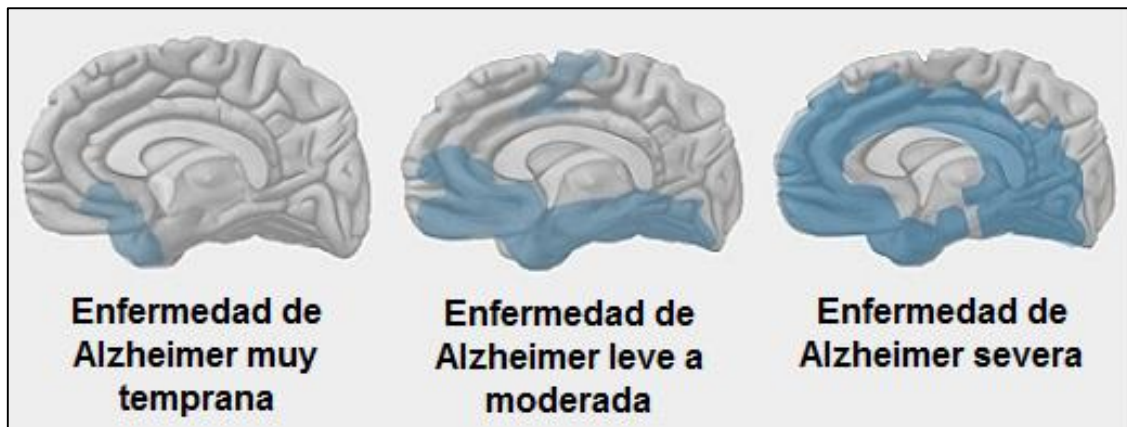 Enfermedad de
Alzheimer muy
temprana
Enfermedad de
Alzheimer leve a
moderada
Enfermedad de
Alzheimer severa